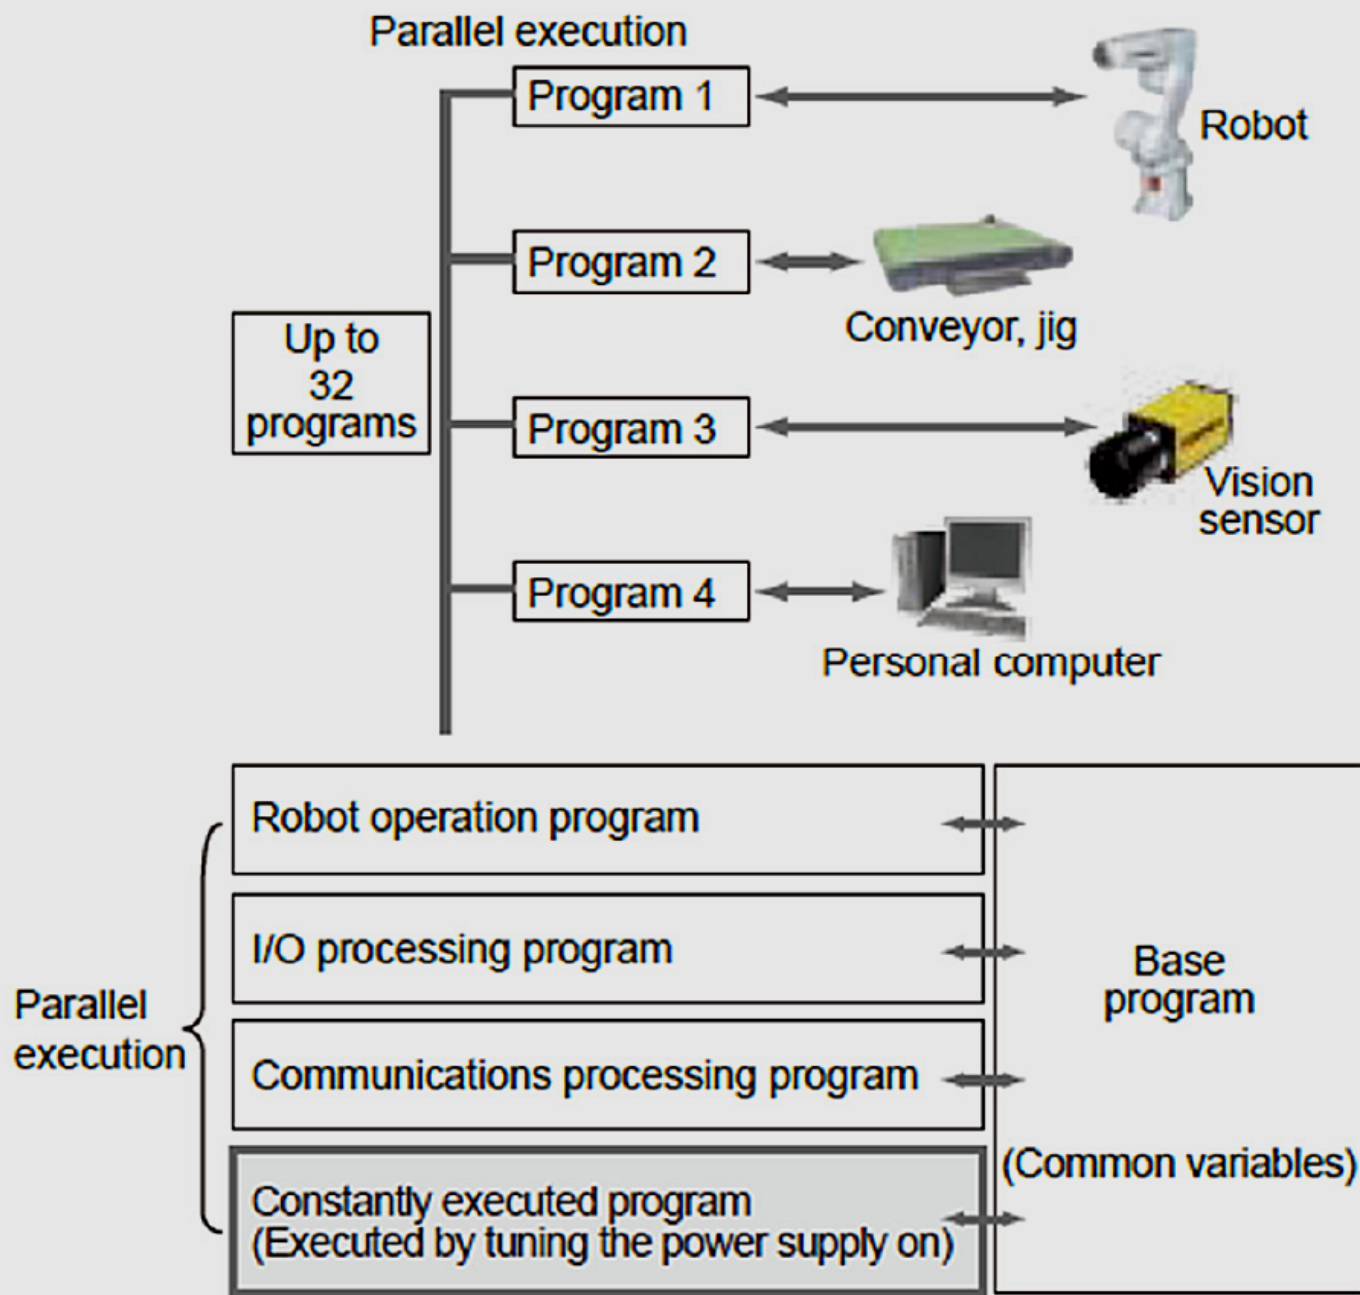 Parallel execution
Program 1
Robot
Program 2
Conveyor, jig
Up to
32
programs
Program 3
Vision
sensor
Program 4
Personal computer
Robot operation program
I/O processing program
Base
program
Parallel
execution
Communications processing program
(Common variables)
Constantly executed program
(Executed by tuning the power supply on)